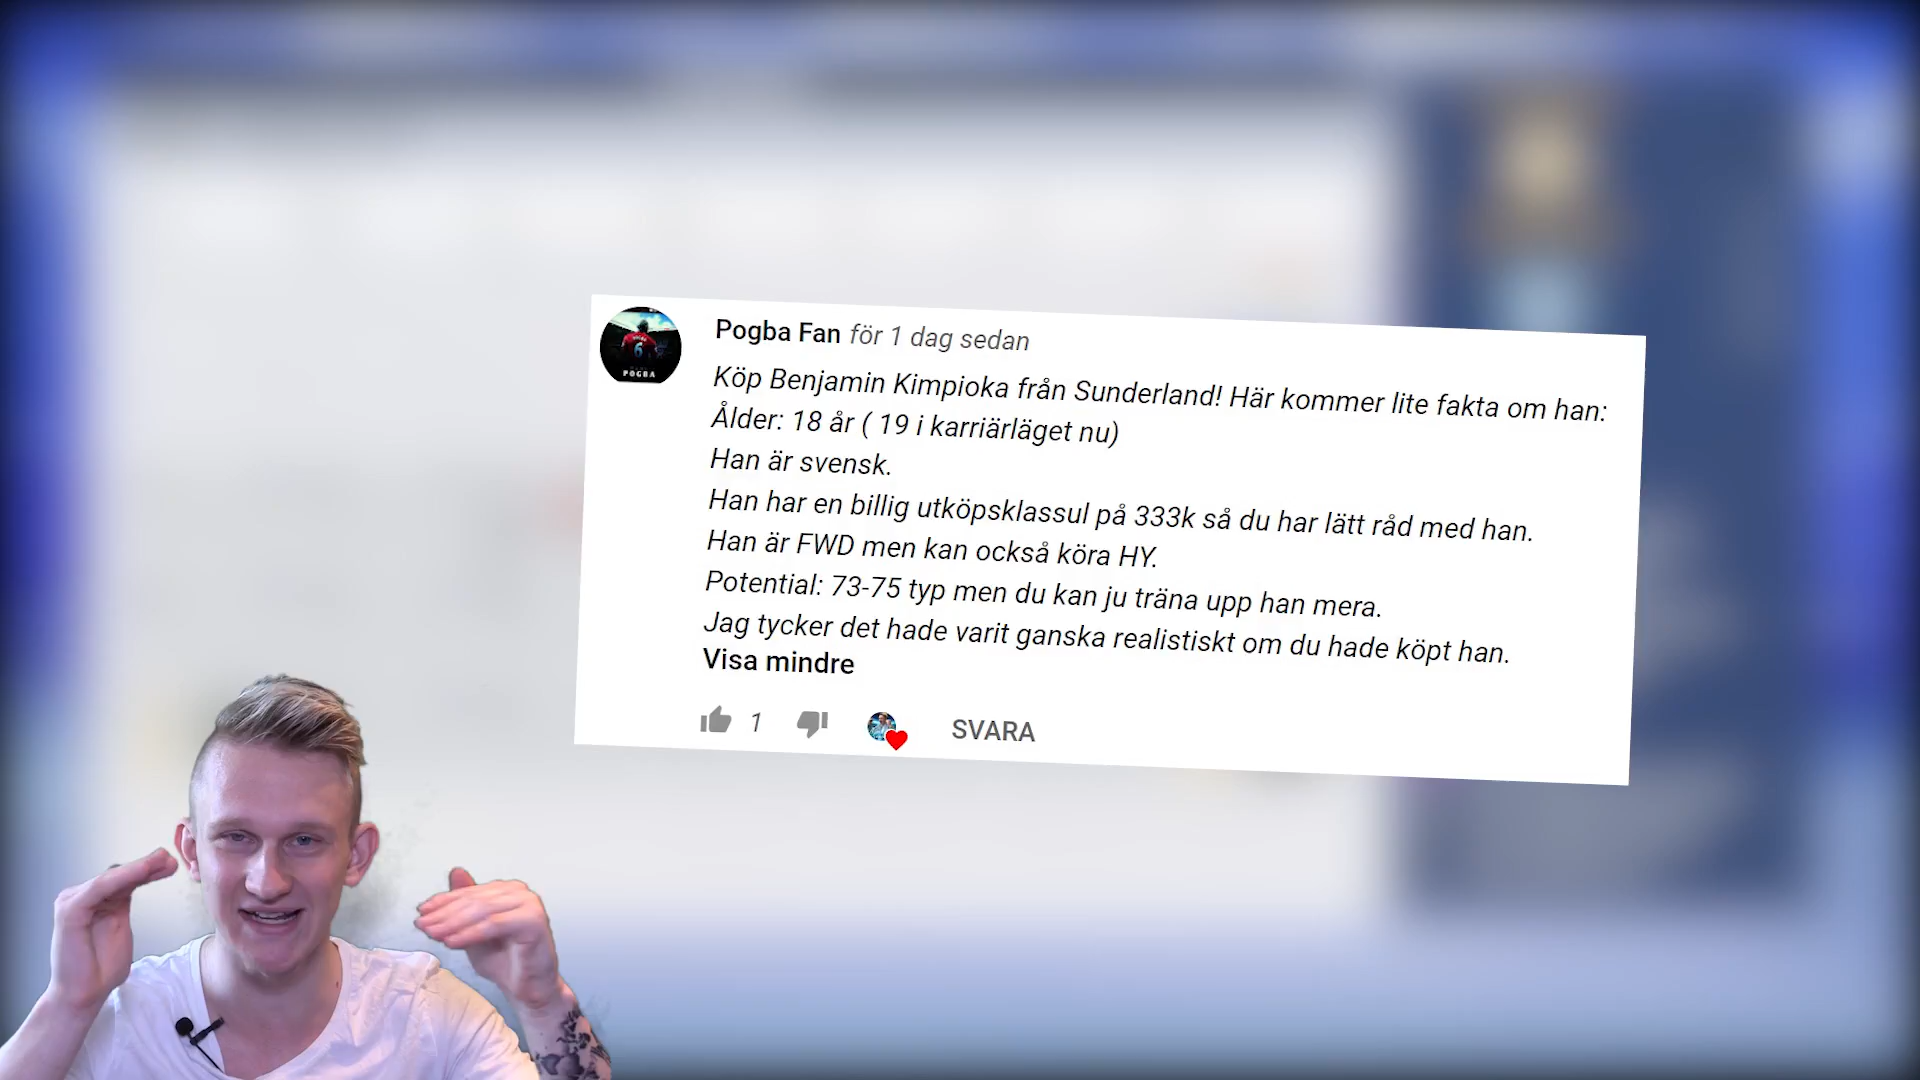 6
POGBA
Pogba Fan för 1 dag sedan
Köp Benjamin Kimpioka från Sunderland! Här kommer lite fakta om han:
Ålder: 18 år ( 19 i karriärläget nu)
Han är svensk.
Han har en billig utköpsklassul på 333k så du har lätt råd med han.
Han är FWD men kan också köra HY.
Potential: 73-75 typ men du kan ju träna upp han mera.
Jag tycker det hade varit ganska realistiskt om du hade köpt han.
Visa mindre
1 SVARA